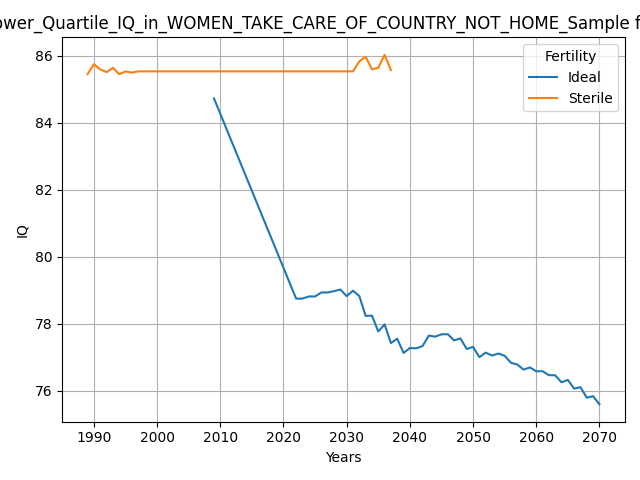 ower_Quartile_IQ_in_WOMEN_TAKE_CARE_OF_COUNTRY_NOT_HOME_Sample f
Fertility
Ideal
Sterile
IQ
86
84
82
80
78
76
1990 2000 2010 2020 2030 2040 2050 2060 2070
Years